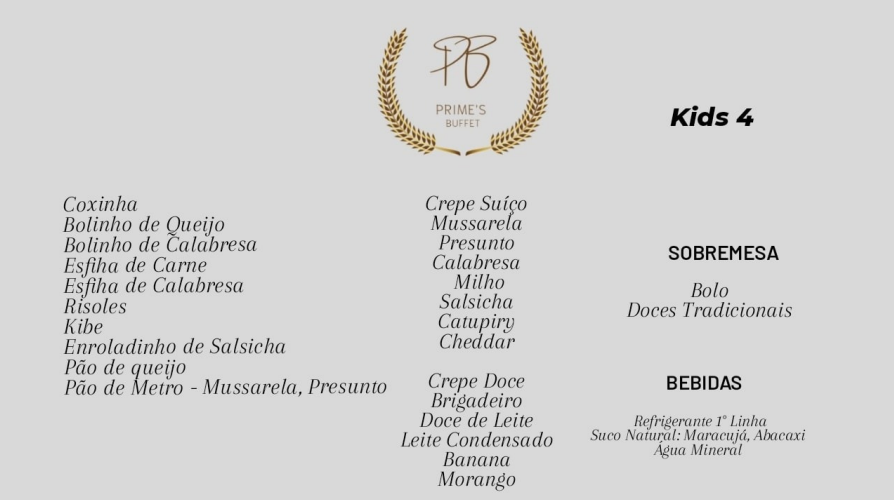 PB
PRIME'S
BUFFET
Kids 4
Coxinha
Bolinho de Queijo
Bolinho de Calabresa
Esfiha de Carne
Esfiha de Calabresa
Risoles
Kibe
Enroladinho de Salsicha
Pão de queijo
Pão de Metro - Mussarela, Presunto
Crepe Suíço
Mussarela
Presunto
Calabresa
Milho
Salsicha
Catupiry
Cheddar
Crepe Doce
Brigadeiro
Doce de Leite
Leite Condensado
Banana
Morango
SOBREMESA
Bolo
Doces Tradicionais
BEBIDAS
Refrigerante 1° Linha
Suco Natural: Maracujá, Abacaxi
Água Mineral